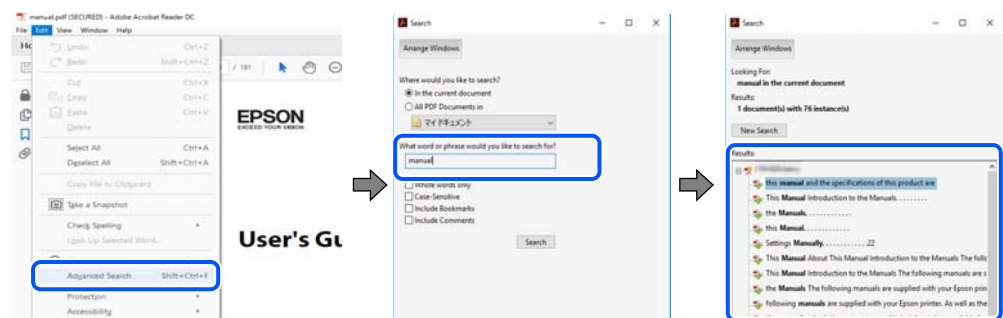 manual.pdf (SECURED) - Adobe Acrobat Reader DC
File Edit View Window Help
Undo Ctrl+Z
Redo Shift+Ctrl+Z
Cut Ctrl+X
Copy Ctrl+C
Paste Ctrl+V
Delete
Select All Ctrl+A
Deselect All Shift+Ctrl+A
Copy File to Clipboard
Take a Snapshot
Check Spelling
Look Up Selected Word...
Advanced Search Shift+Ctrl+F
Protection
Accessibility
/ 181
EPSON
EXCEED YOUR VISION
User's Gu
Search
Arrange Windows
Where would you like to search?
In the current document
All PDF Documents in
マイ ドキュメント
What word or phrase would you like to search for?
manual
Whole words only
Case-Sensitive
Include Bookmarks
Include Comments
Search
Search
Arrange Windows
Looking For:
manual in the current document
Results:
1 document(s) with 76 instance(s)
New Search
Results:
this manual and the specifications of this product are
This Manual Introduction to the Manuals. . . . . . . . .
the Manuals. . . . . . . . . . . . .
this Manual. . . . . . . . . . . . .
Settings Manually. . . . . . . . . . . . 22
This Manual About This Manual Introduction to the Manuals The follo
This Manual Introduction to the Manuals The following manuals are s
the Manuals The following manuals are supplied with your Epson prin
following manuals are supplied with your Epson printer. As well as the